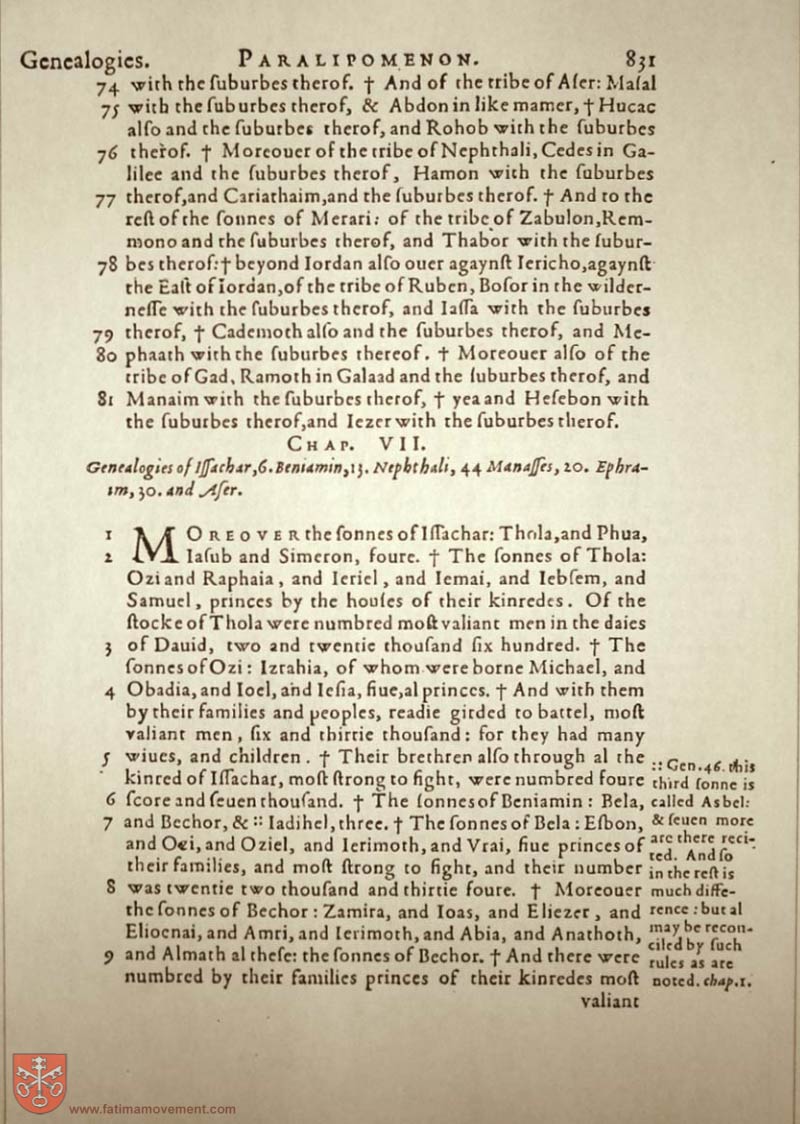 Genealogies. PARALIPOMENON. 831
74 with the ſuburbes therof. † And of the tribe of Aſer: Maſal
75 with the ſuburbes therof, & Abdon in like mamer, † Hucac
alſo and the ſuburbes therof, and Rohob with the ſuburbes
76 therof. † Moreouer of the tribe of Nephthali, Cedes in Ga-
lilee and the ſuburbes therof, Hamon with the ſuburbes
77 therof, and Cariathaim, and the ſuburbes therof. † And to the
reſt of the ſonnes of Merari: of the tribe of Zabulon, Rem-
mono and the ſuburbes therof, and Thabor with the ſubur-
78 bes therof: † beyond Iordan alſo ouer agaynſt Iericho, agaynſt
the Eaſt of Iordan, of the tribe of Ruben, Boſor in the wilder-
neſſe with the ſuburbes therof, and Iaſſa with the ſuburbes
79 therof, † Cademoth alſo and the ſuburbes therof, and Me-
80 phaath with the ſuburbes thereof. † Moreouer alſo of the
tribe of Gad, Ramoth in Galaad and the ſuburbes therof, and
81 Manaim with the ſuburbes therof, † yea and Heſebon with
the ſuburbes therof, and Iezer with the ſuburbes therof.
CHAP. VII.
Genealogies of Iſſachar, 6. Beniamin, 13. Nephthali, 44 Manaſſes, 20. Ephra-
im, 30. and Aſer.
1 MOREOVER the ſonnes of Iſſachar: Thola, and Phua,
2 Iaſub and Simeron, foure. † The ſonnes of Thola:
Ozi and Raphaia, and Ieriel, and Iemai, and Iebſem, and
Samuel, princes by the houſes of their kinredes. Of the
ſtocke of Thola were numbred moſt valiant men in the daies
3 of Dauid, two and twentie thouſand ſix hundred. † The
ſonnes of Ozi: Izrahia, of whom were borne Michael, and
4 Obadia, and Ioel, and Ieſia, fiue, al princes. † And with them
by their families and peoples, readie girded to battel, moſt
valiant men, ſix and thirtie thouſand: for they had many
5 wiues, and children. † Their brethren alſo through al the
kinred of Iſſachar, moſt ſtrong to fight, were numbred foure
6 ſcore and ſeuen thouſand. † The ſonnes of Beniamin: Bela,
7 and Bechor, & :: Iadihel, three. † The ſonnes of Bela: Esbon,
and Ozi, and Oziel, and Ierimoth, and Vrai, fiue princes of
their families, and moſt ſtrong to fight, and their number
8 was twentie two thouſand and thirtie foure. † Moreouer
the ſonnes of Bechor: Zamira, and Ioas, and Eliezer, and
Elioenai, and Amri, and Ierimoth, and Abia, and Anathoth,
9 and Almath al theſe: the ſonnes of Bechor. † And there were
numbred by their families princes of their kinredes moſt
valiant
:: Gen. 46. this
third ſonne is
called Asbel:
& ſeuen more
are there reci-
ted. And ſo
in the reſt is
much diffe-
rence: but al
may be recon-
ciled by ſuch
rules as are
noted. chap. 1.
www.fatimamovement.com